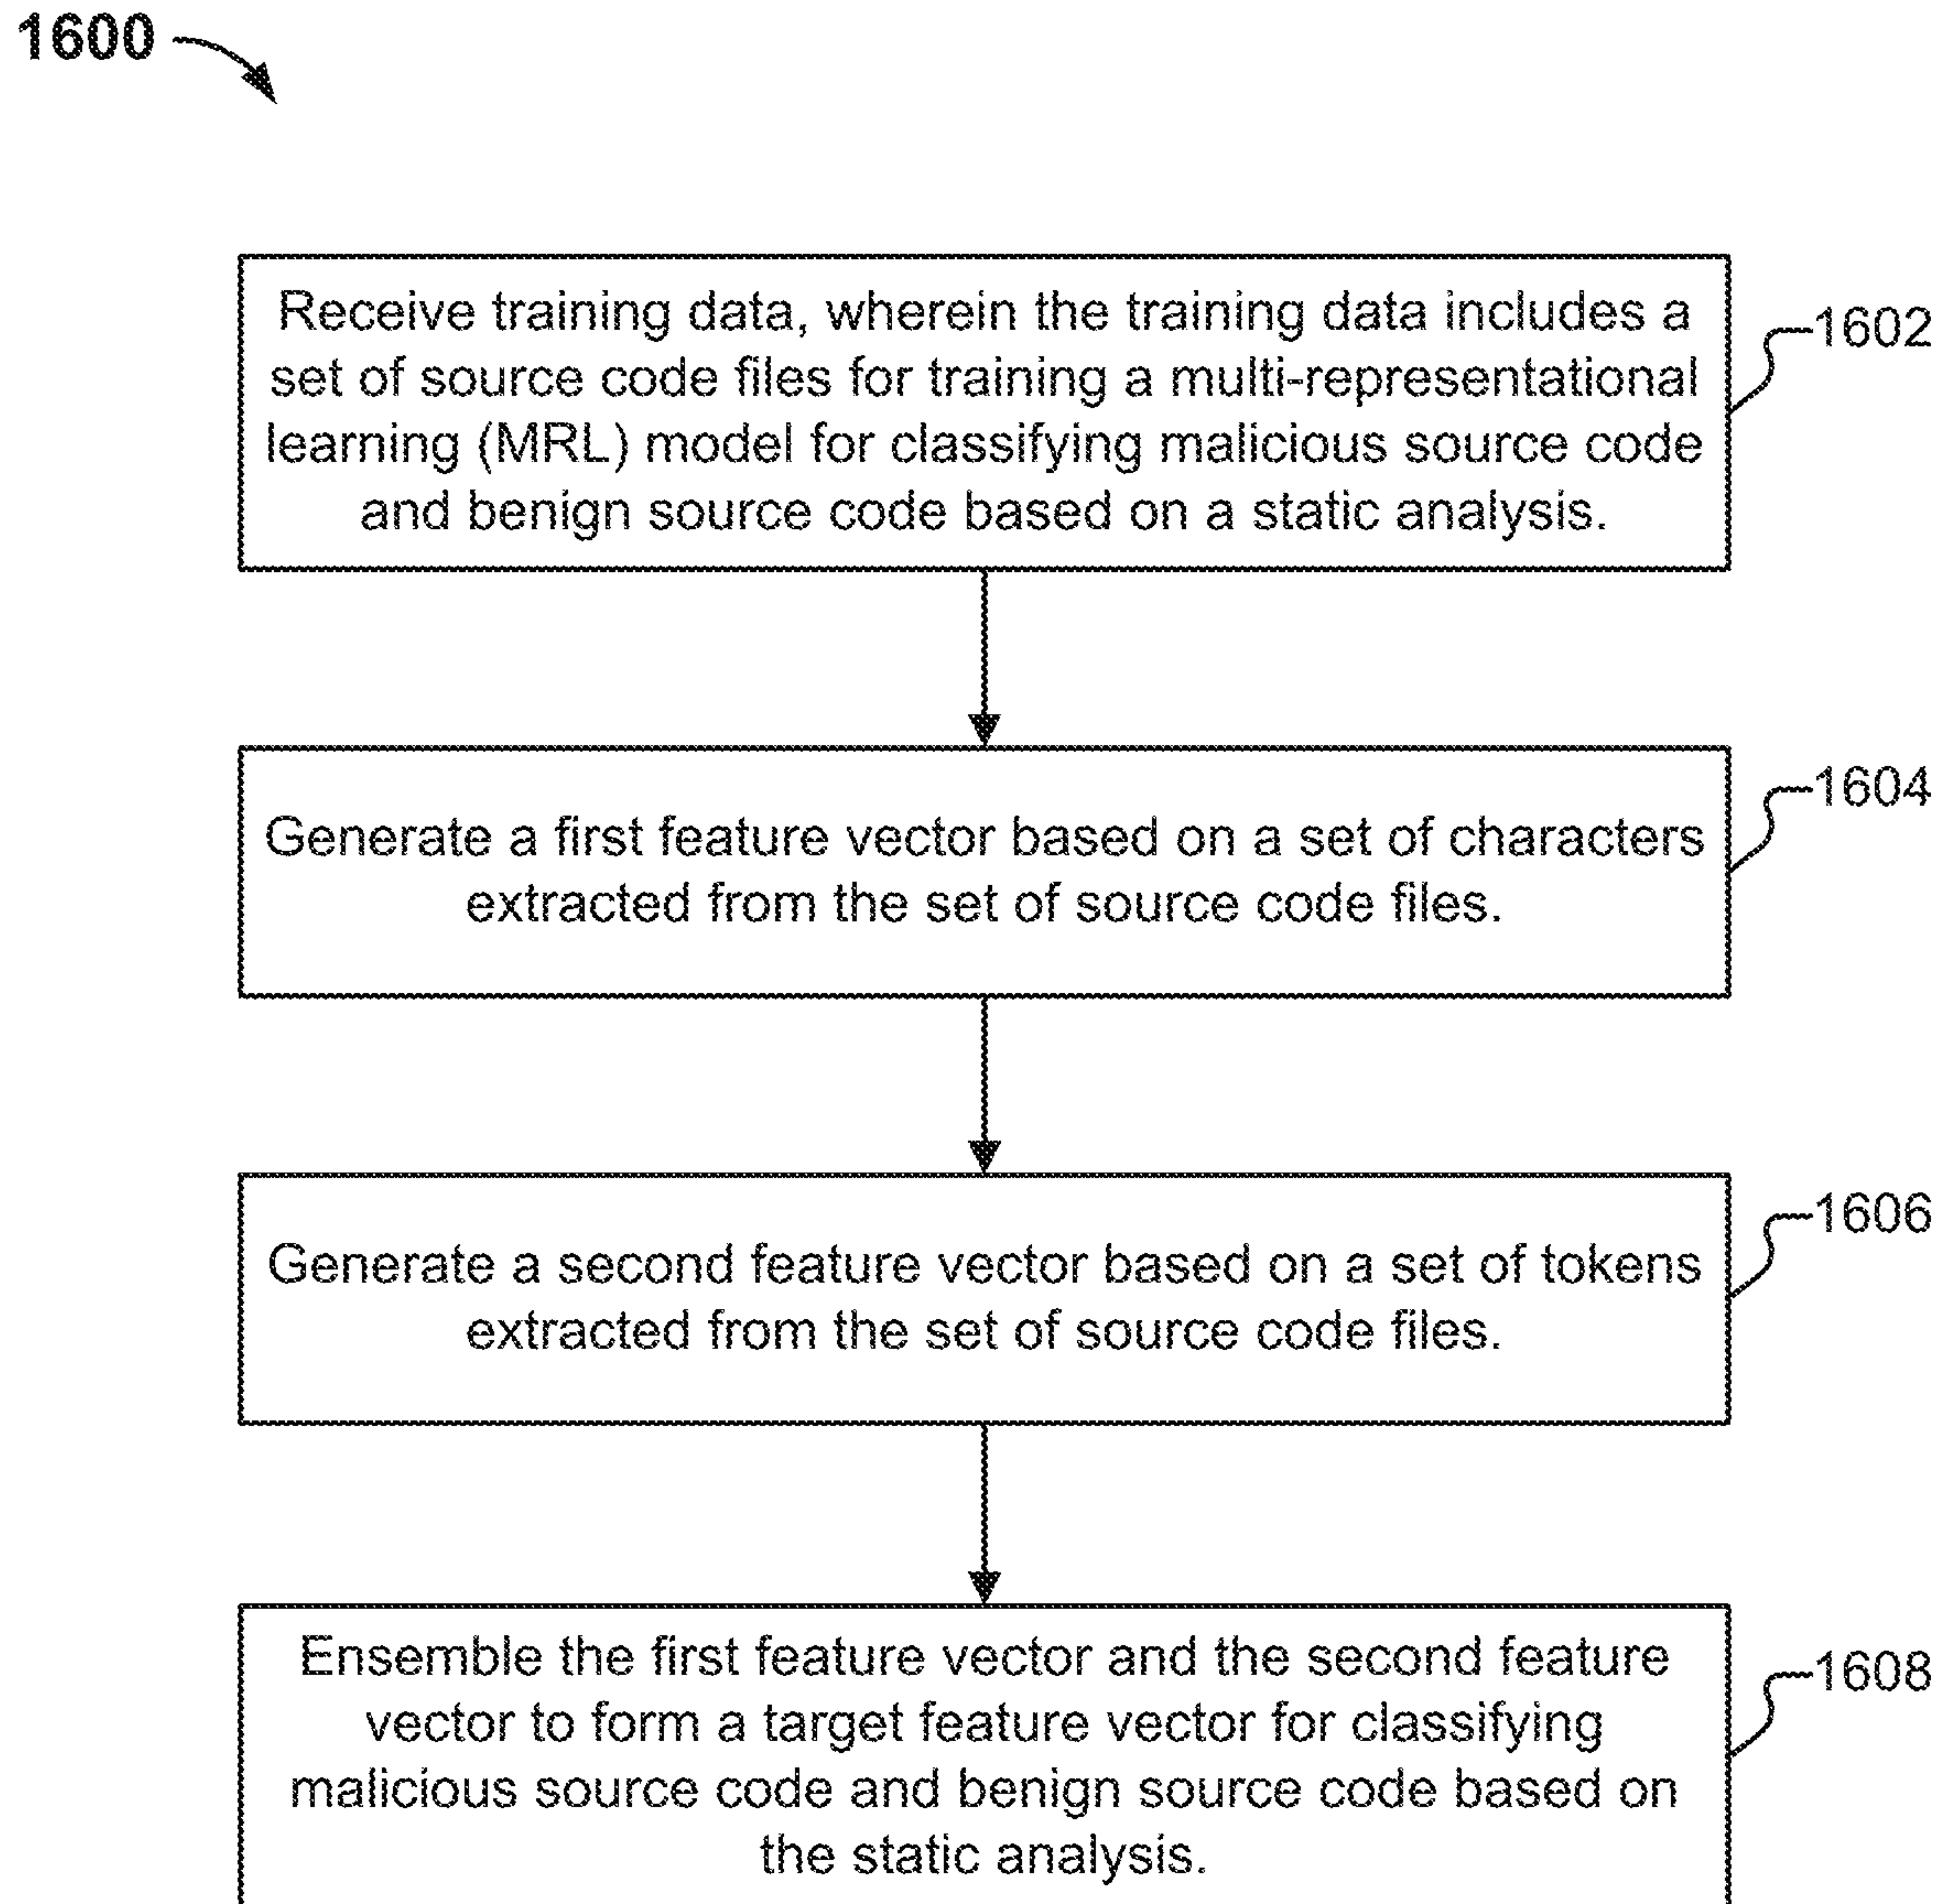 1600
Receive training data, wherein the training data includes a
set of source code files for training a multi-representational
learning (MRL) model for classifying malicious source code
and benign source code based on a static analysis.
1602
Generate a first feature vector based on a set of characters
extracted from the set of source code files.
1604
Generate a second feature vector based on a set of tokens
extracted from the set of source code files.
1606
Ensemble the first feature vector and the second feature
vector to form a target feature vector for classifying
malicious source code and benign source code based on
the static analysis.
1608